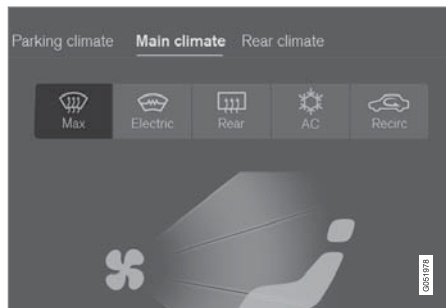 Parking climate Main climate Rear climate
Max Electric Rear AC Recirc
G051978